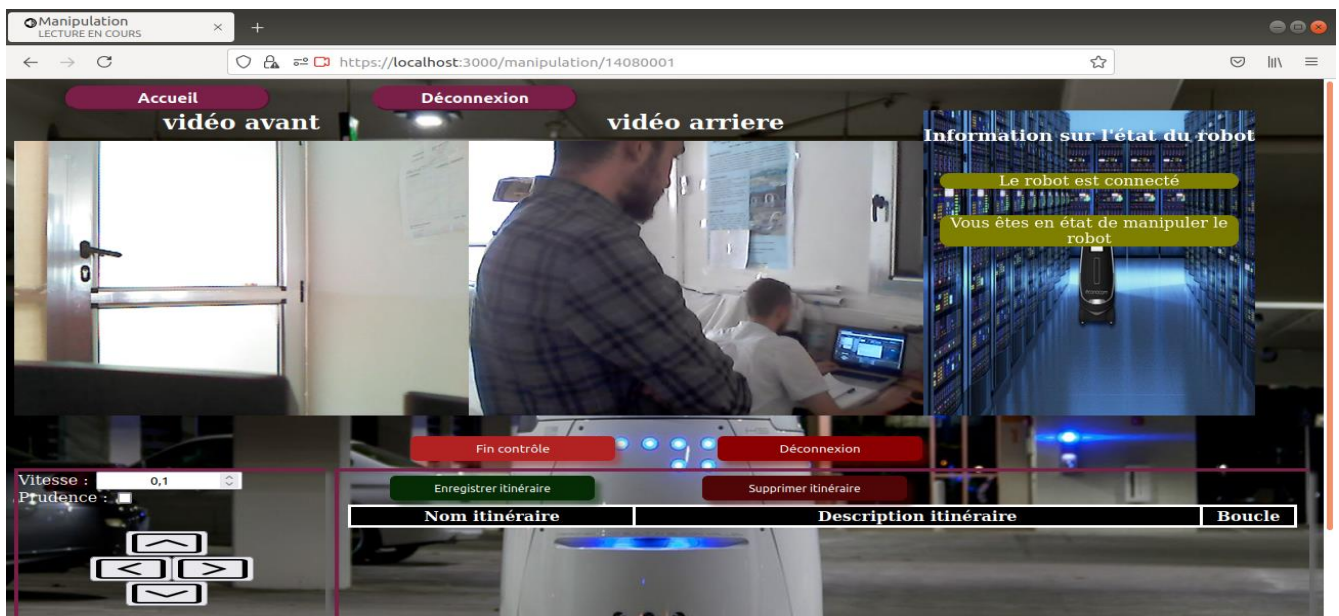 Manipulation
LECTURE EN COURS
https://localhost:3000/manipulation/14080001
Accueil
Déconnexion
vidéo avant
vidéo arriere
Information sur l'état du robot
Le robot est connecté
Vous êtes en état de manipuler le
robot
Fin contrôle
Déconnexion
Vitesse :
0,1
Prudence :
Enregistrer itinéraire
Supprimer itinéraire
Nom itinéraire
Description itinéraire
Boucle